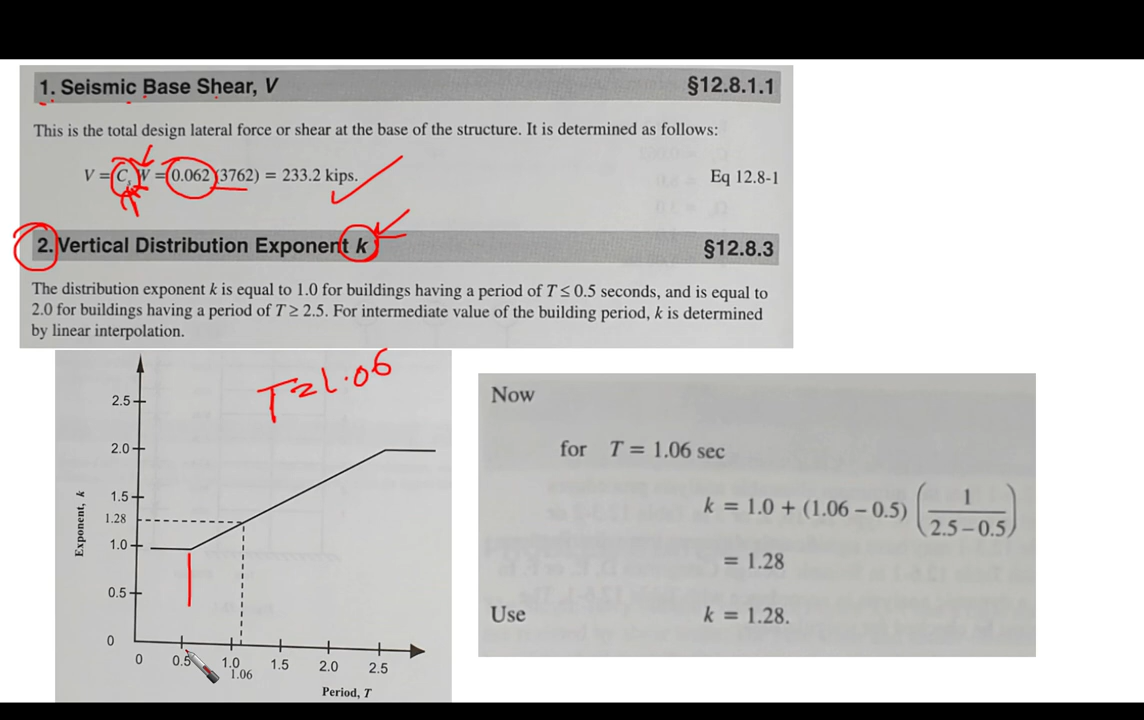 1. Seismic Base Shear, V §12.8.1.1
This is the total design lateral force or shear at the base of the structure. It is determined as follows:
V = CₛW = 0.062 (3762) = 233.2 kips. Eq 12.8-1
2. Vertical Distribution Exponent k §12.8.3
The distribution exponent k is equal to 1.0 for buildings having a period of T ≤ 0.5 seconds, and is equal to
2.0 for buildings having a period of T ≥ 2.5. For intermediate value of the building period, k is determined
by linear interpolation.
T=1.06
2.5
2.0
1.5
1.28
1.0
0.5
0
Exponent, k
0 0.5 1.0 1.5 2.0 2.5
1.06
Period, T
Now
for T = 1.06 sec
k = 1.0 + (1.06 – 0.5) (1 / 2.5 – 0.5)
= 1.28
Use k = 1.28.